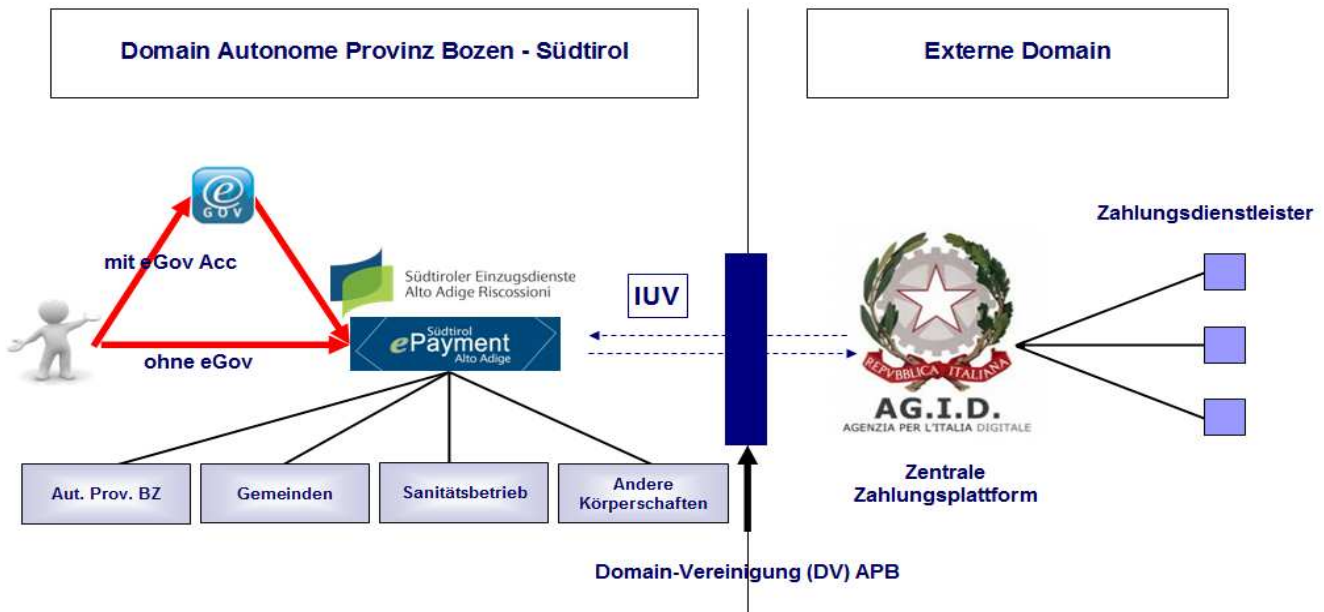 Domain Autonome Provinz Bozen - Südtirol
Externe Domain
e
GOV
mit eGov Acc
ohne eGov
Südtiroler Einzugsdienste
Alto Adige Riscossioni
Südtirol
ePayment
Alto Adige
IUV
REPVBBLICA ITALIANA
AG.I.D.
AGENZIA PER L'ITALIA DIGITALE
Zentrale
Zahlungsplattform
Zahlungsdienstleister
Aut. Prov. BZ
Gemeinden
Sanitätsbetrieb
Andere
Körperschaften
Domain-Vereinigung (DV) APB